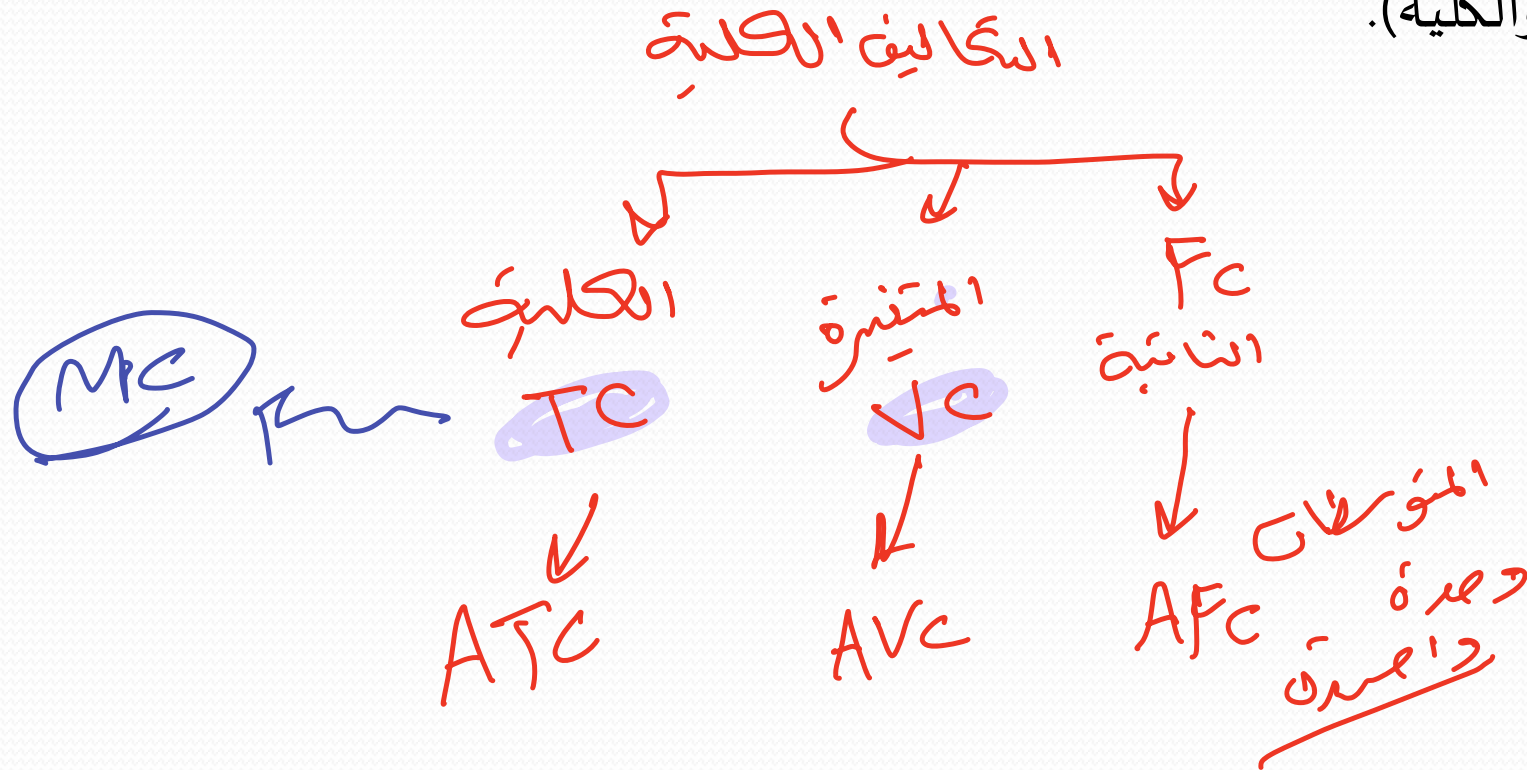 والكلية).
التكاليف الكلية
FC
الثابتة
المتغيرة
VC
الكلية
TC
MC
AFC
AVC
ATC
المتوسطات
وحدة
واحدة